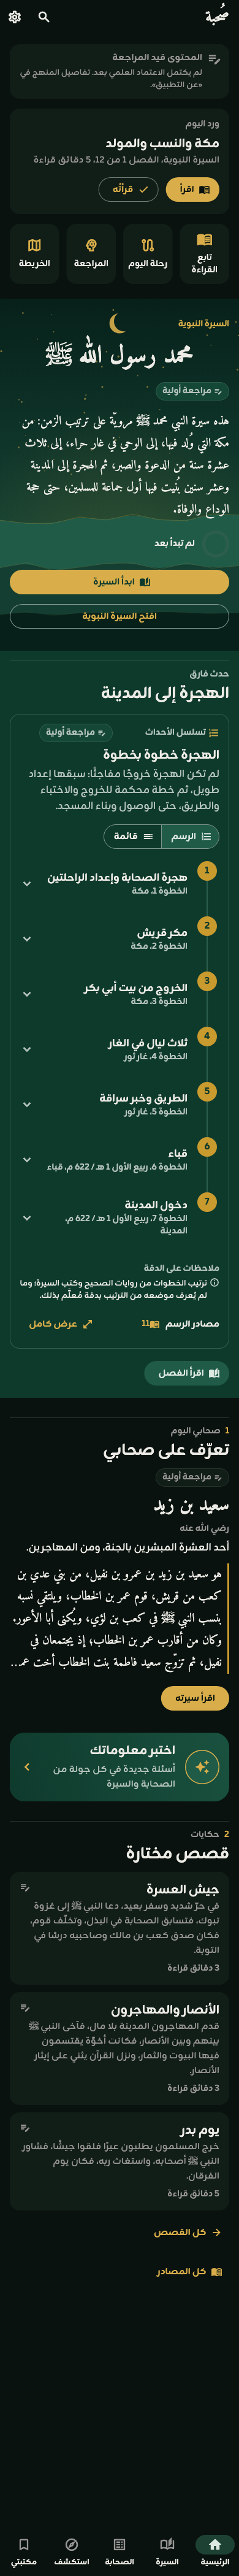 صُحبة
المحتوى قيد المراجعة
لم يكتمل الاعتماد العلمي بعد. تفاصيل المنهج في
«عن التطبيق».
ورد اليوم
مكة والنسب والمولد
السيرة النبوية، الفصل 1 من 12، 5 دقائق قراءة
اقرأ
قرأتُه
تابع
القراءة
رحلة اليوم
المراجعة
الخريطة
السيرة النبوية
محمد رسول الله ﷺ
مراجعة أولية
هذه سيرة النبي محمد ﷺ مرويّة على ترتيب الزمن: من
مكة التي وُلد فيها، إلى الوحي في غار حراء، إلى ثلاث
عشرة سنة من الدعوة والصبر، ثم الهجرة إلى المدينة
وعشر سنين بُنيت فيها أول جماعة للمسلمين، حتى حجة
الوداع والوفاة.
لم تبدأ بعد
ابدأ السيرة
افتح السيرة النبوية
حدث فارق
الهجرة إلى المدينة
تسلسل الأحداث
مراجعة أولية
الهجرة خطوة بخطوة
لم تكن الهجرة خروجًا مفاجئًا؛ سبقها إعداد
طويل، ثم خطة محكمة للخروج والاختباء
والطريق، حتى الوصول وبناء المسجد.
الرسم
قائمة
1
هجرة الصحابة وإعداد الراحلتين
الخطوة 1، مكة
2
مكر قريش
الخطوة 2، مكة
3
الخروج من بيت أبي بكر
الخطوة 3، مكة
4
ثلاث ليال في الغار
الخطوة 4، غار ثور
5
الطريق وخبر سراقة
الخطوة 5، غار ثور
6
قباء
الخطوة 6، ربيع الأول 1 هـ / 622 م، قباء
7
دخول المدينة
الخطوة 7، ربيع الأول 1 هـ / 622 م،
المدينة
ملاحظات على الدقة
ترتيب الخطوات من روايات الصحيح وكتب السيرة؛ وما
لم يُعرف موضعه من الترتيب بدقة مُعلَّم بذلك.
مصادر الرسم
11
عرض كامل
اقرأ الفصل
1 صحابي اليوم
تعرّف على صحابي
مراجعة أولية
سعيد بن زيد
رضي الله عنه
أحد العشرة المبشرين بالجنة، ومن المهاجرين.
هو سعيد بن زيد بن عمرو بن نفيل، من بني عدي بن
كعب من قريش، قوم عمر بن الخطاب، ويلتقي نسبه
بنسب النبي ﷺ في كعب بن لؤي، ويُكنى أبا الأعور.
وكان من أقارب عمر بن الخطاب؛ إذ يجتمعان في
نفيل، ثم تزوّج سعيد فاطمة بنت الخطاب أخت عمر…
اقرأ سيرته
اختبر معلوماتك
أسئلة جديدة في كل جولة من
الصحابة والسيرة
2 حكايات
قصص مختارة
جيش العسرة
في حرّ شديد وسفر بعيد، دعا النبي ﷺ إلى غزوة
تبوك، فتسابق الصحابة في البذل، وتخلّف قوم،
فكان صدق كعب بن مالك وصاحبيه درسًا في
التوبة.
3 دقائق قراءة
الأنصار والمهاجرون
قدم المهاجرون المدينة بلا مال، فآخى النبي ﷺ
بينهم وبين الأنصار، فكانت أخوّة يتقاسمون
فيها البيوت والثمار، ونزل القرآن يثني على إيثار
الأنصار.
3 دقائق قراءة
يوم بدر
خرج المسلمون يطلبون عيرًا فلقوا جيشًا، فشاور
النبي ﷺ أصحابه، واستغاث ربه، فكان يوم
الفرقان.
5 دقائق قراءة
كل القصص
كل المصادر
الرئيسية
السيرة
الصحابة
استكشف
مكتبتي